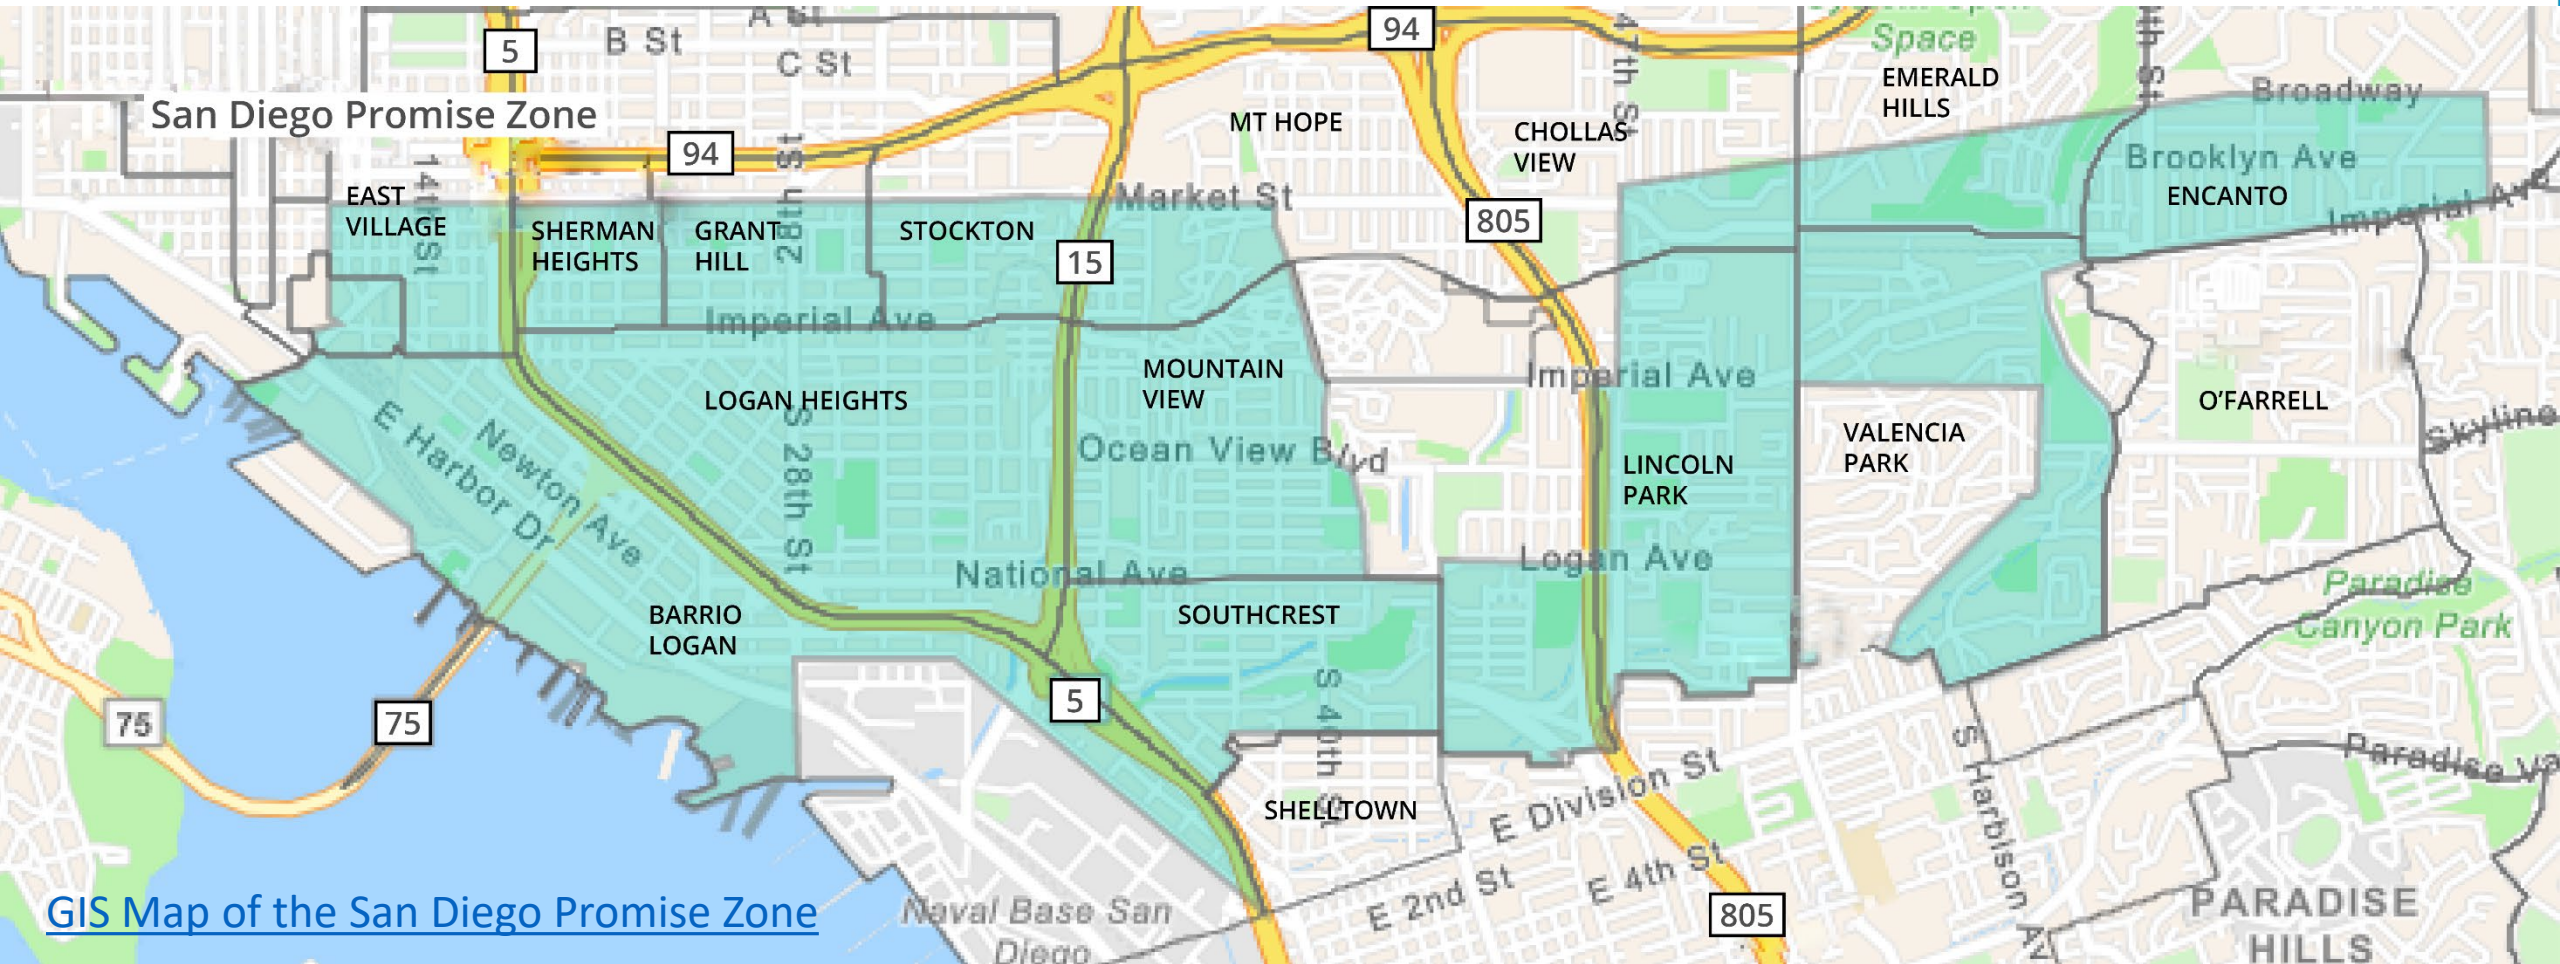 A St
B St
C St
5
94
47th St
Space
EMERALD
HILLS
Broadway
San Diego Promise Zone
94
28th St
MT HOPE
CHOLLAS
VIEW
Brooklyn Ave
ENCANTO
Imperial Ave
14th St
EAST
VILLAGE
Market St
805
SHERMAN
HEIGHTS
GRANT
HILL
STOCKTON
15
Imperial Ave
MOUNTAIN
VIEW
Imperial Ave
LOGAN HEIGHTS
O'FARRELL
Skyline
E Harbor Dr
Newton Ave
S 28th St
Ocean View Blvd
LINCOLN
PARK
VALENCIA
PARK
National Ave
Logan Ave
Paradise
Canyon Park
BARRIO
LOGAN
SOUTHCREST
S 40th St
5
75
75
SHELLTOWN
E Division St
S Harbison Av
Paradise Va
E 2nd St
E 4th St
805
GIS Map of the San Diego Promise Zone
Naval Base San
Diego
PARADISE
HILLS